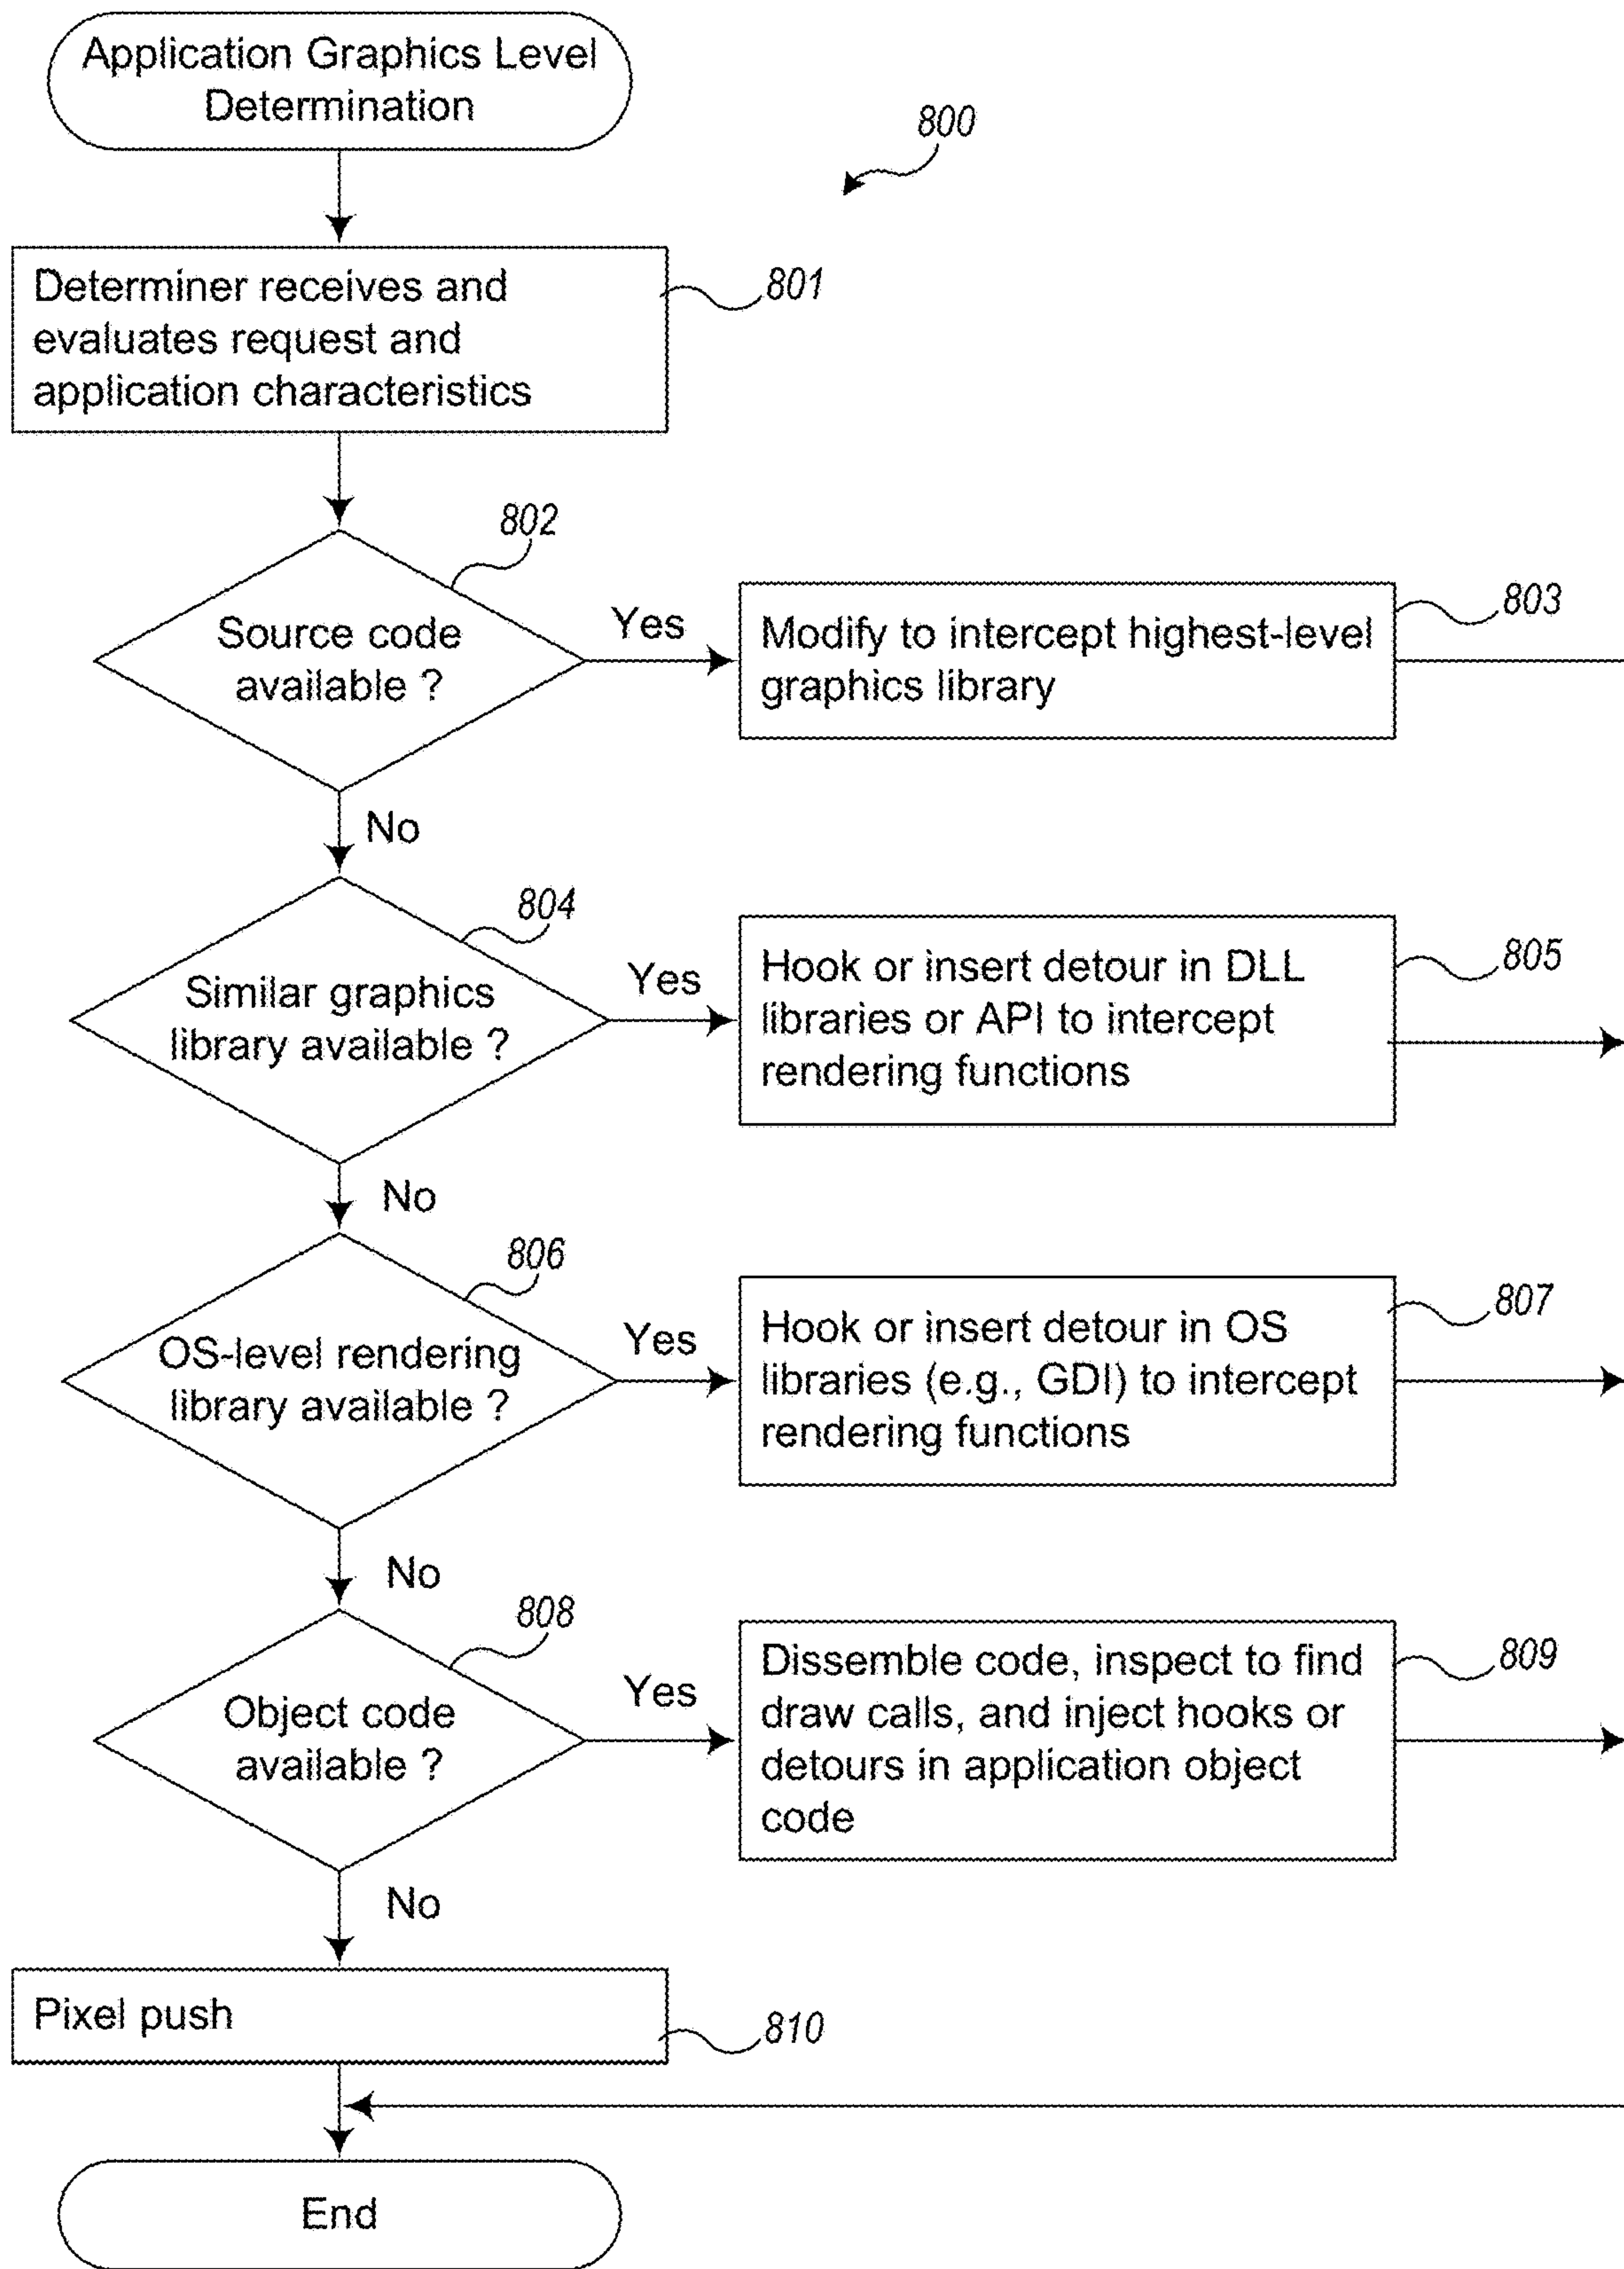 Application Graphics Level
Determination
800
Determiner receives and
evaluates request and
application characteristics
801
802
Source code
available ?
Yes
Modify to intercept highest-level
graphics library
803
No
804
Similar graphics
library available ?
Yes
Hook or insert detour in DLL
libraries or API to intercept
rendering functions
805
No
806
OS-level rendering
library available ?
Yes
Hook or insert detour in OS
libraries (e.g., GDI) to intercept
rendering functions
807
No
808
Object code
available ?
Yes
Dissemble code, inspect to find
draw calls, and inject hooks or
detours in application object
code
809
No
Pixel push
810
End